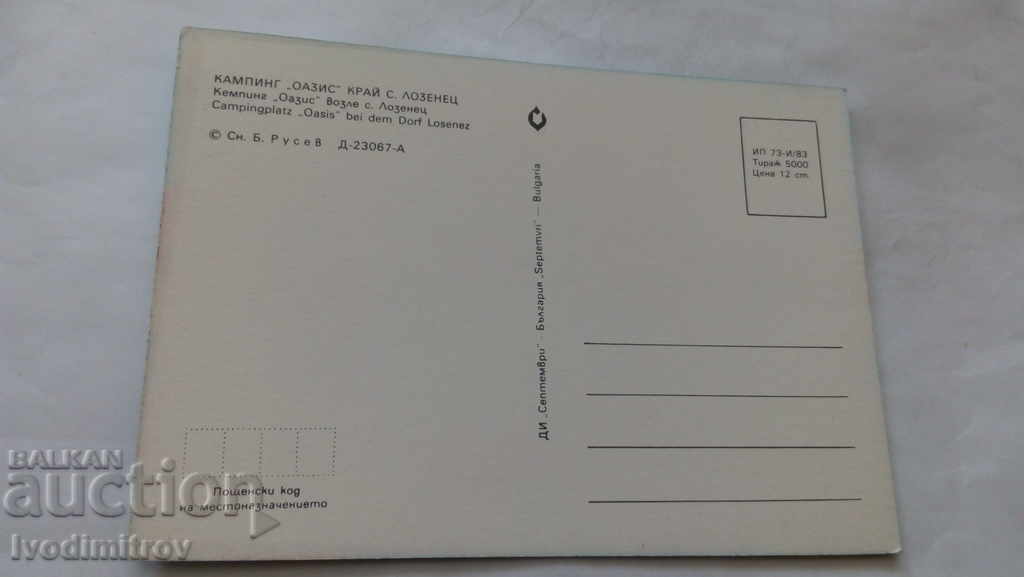 КАМПИНГ „ОАЗИС" КРАЙ С. ЛОЗЕНЕЦ
Кемпинг „Оазис" возле с. Лозенец
Campingplatz „Oasis" bei dem Dorf Losenez
© Сн. Б. Русев Д-23067-А
ДИ „Септември" - България „Septemvri" — Bulgaria
ИП 73-И/83
Тираж 5000
Цена 12 ст.
Пощенски код
на местоназначението
BALKAN
auction
Ivodimitrov